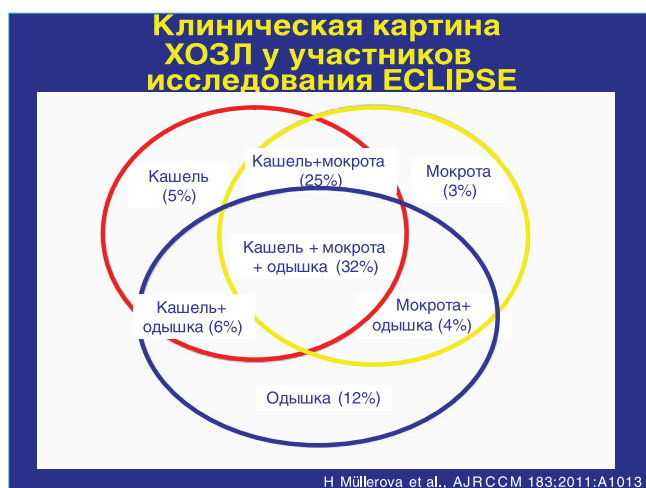 Клиническая картина
ХОЗЛ у участников
исследования ECLIPSE
Кашель+мокрота
(25%)
Кашель
(5%)
Мокрота
(3%)
Кашель + мокрота
+ одышка (32%)
Кашель+
одышка (6%)
Мокрота+
одышка (4%)
Одышка (12%)
H Müllerova et al., AJRCCM 183;2011:A1013